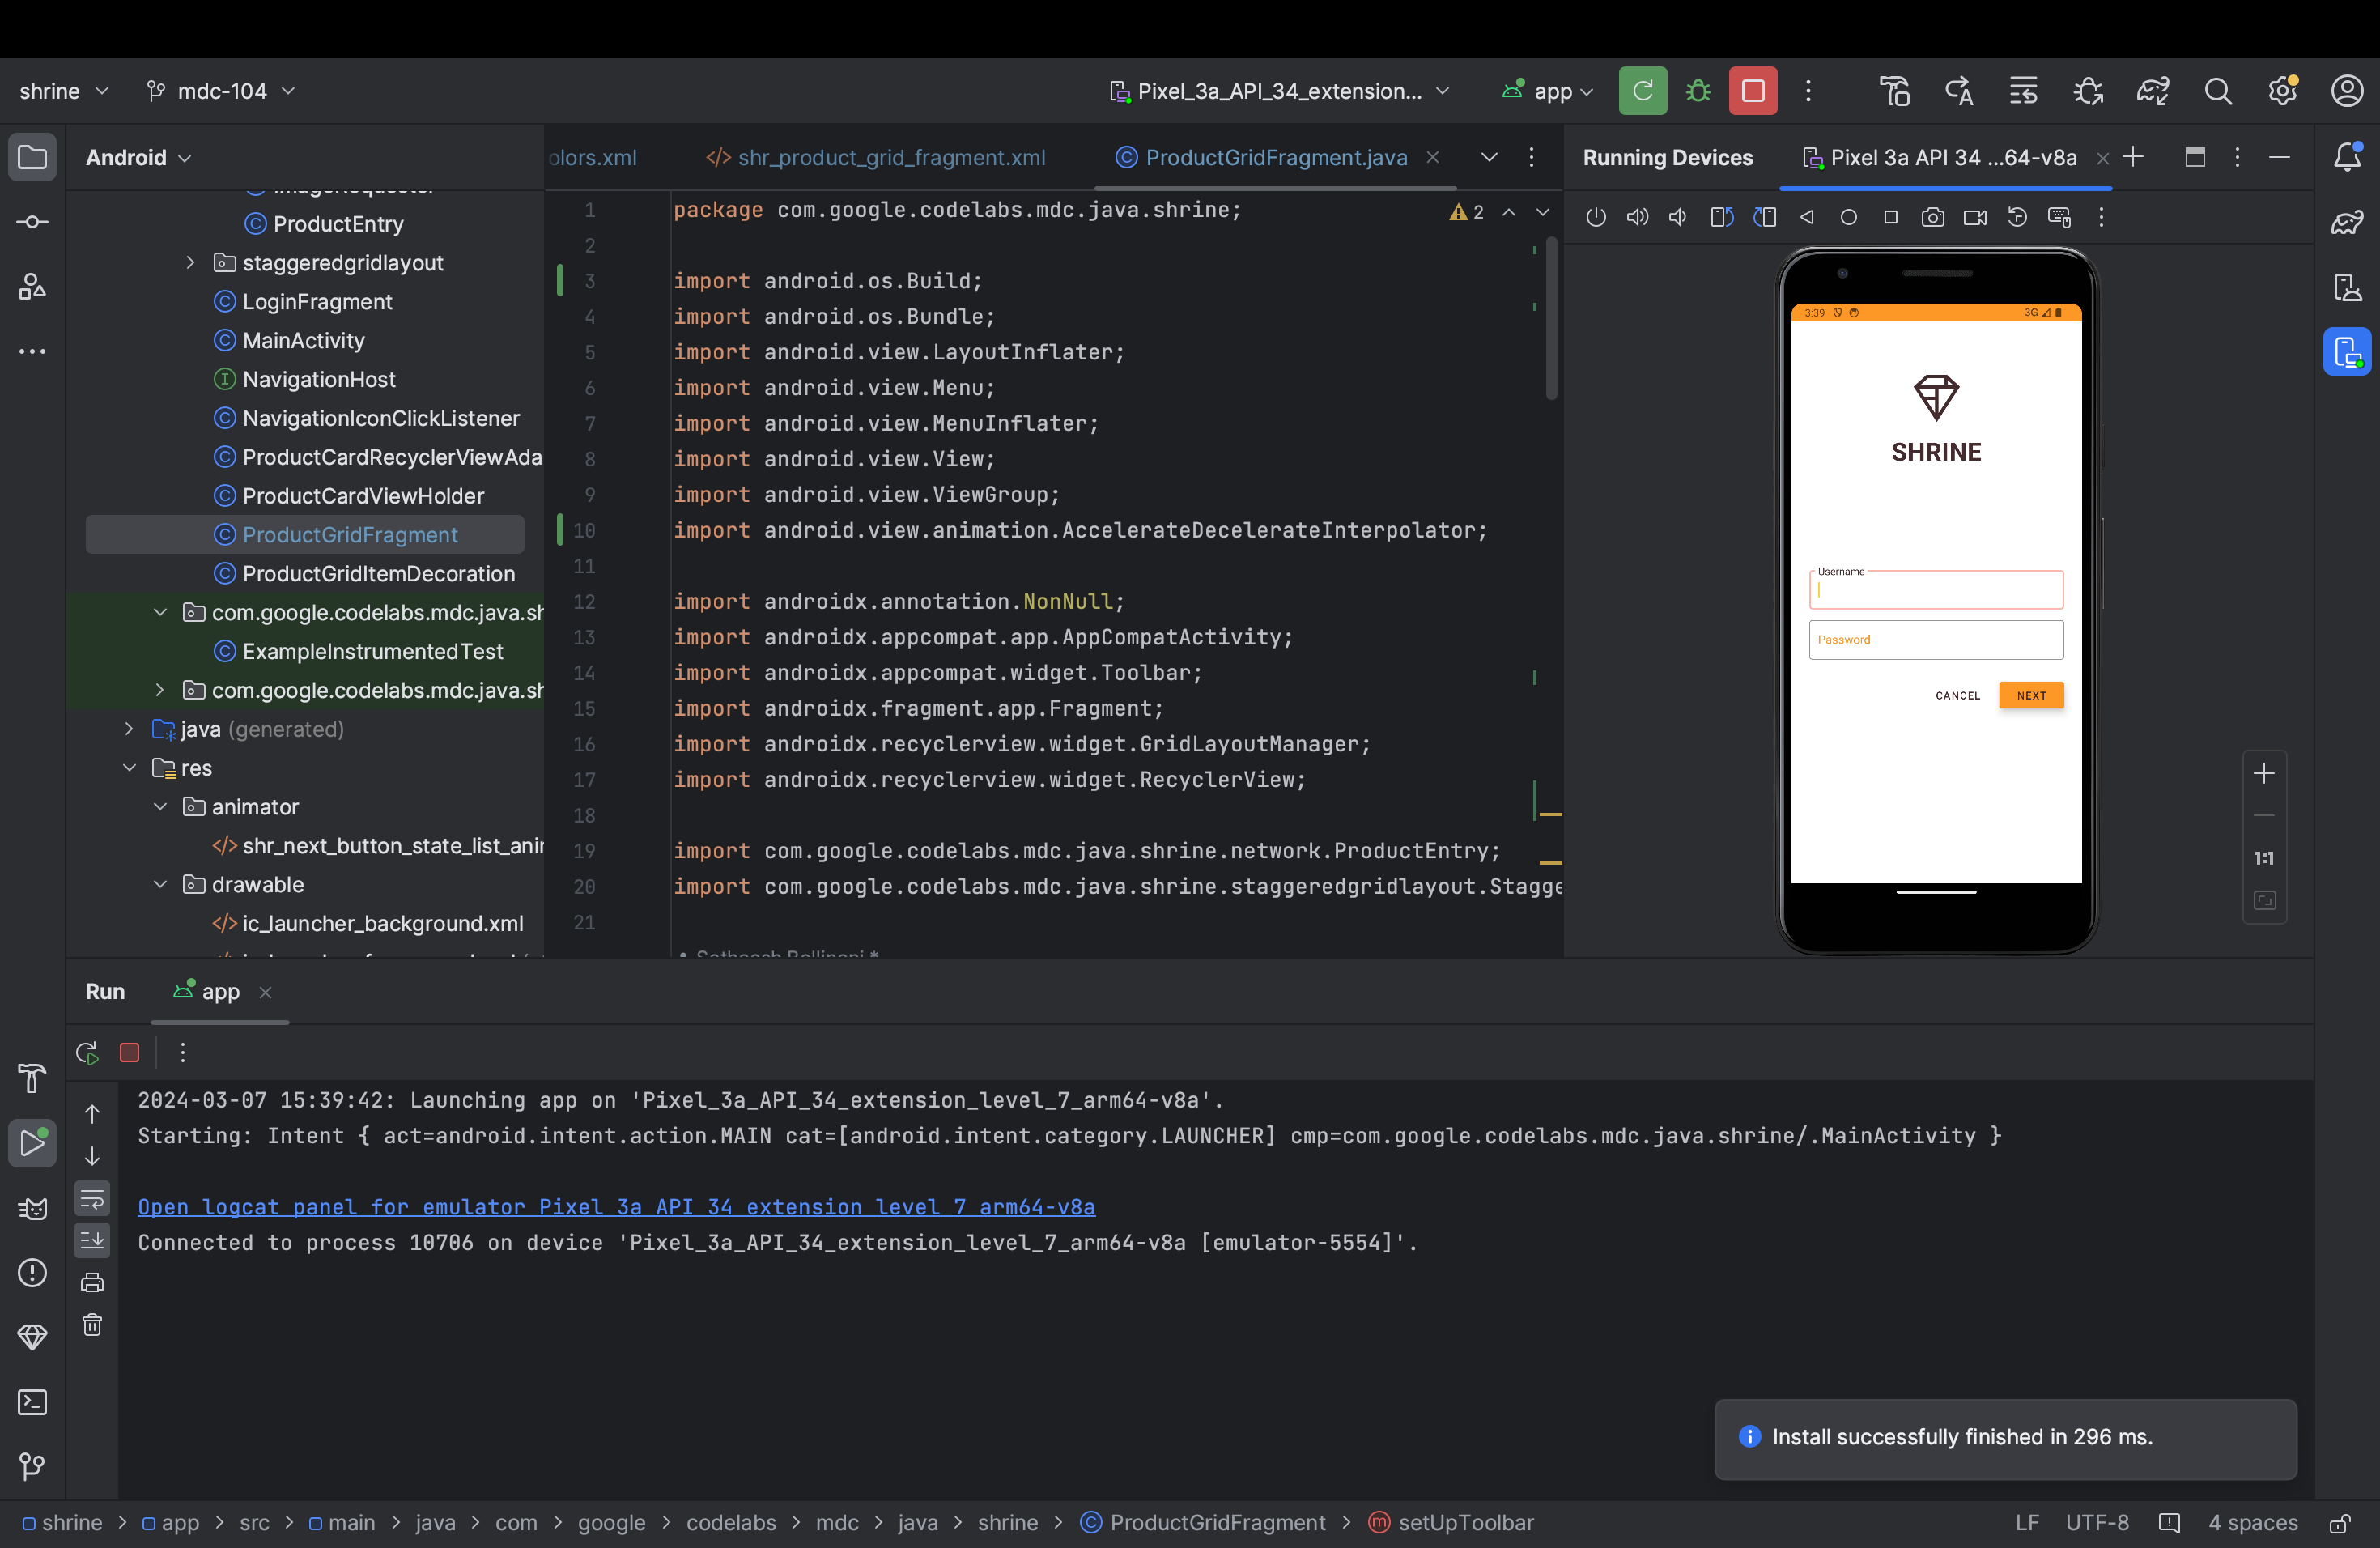 shrine
mdc-104
Pixel_3a_API_34_extension...
app
Android
olors.xml
shr_product_grid_fragment.xml
ProductGridFragment.java
Running Devices
Pixel 3a API 34 ...64-v8a
ProductEntry
staggeredgridlayout
LoginFragment
MainActivity
NavigationHost
NavigationIconClickListener
ProductCardRecyclerViewAda
ProductCardViewHolder
ProductGridFragment
ProductGridItemDecoration
com.google.codelabs.mdc.java.sh
ExampleInstrumentedTest
com.google.codelabs.mdc.java.sh
java (generated)
res
animator
shr_next_button_state_list_anir
drawable
ic_launcher_background.xml
2
1 package com.google.codelabs.mdc.java.shrine;
2
3 import android.os.Build;
4 import android.os.Bundle;
5 import android.view.LayoutInflater;
6 import android.view.Menu;
7 import android.view.MenuInflater;
8 import android.view.View;
9 import android.view.ViewGroup;
10 import android.view.animation.AccelerateDecelerateInterpolator;
11
12 import androidx.annotation.NonNull;
13 import androidx.appcompat.app.AppCompatActivity;
14 import androidx.appcompat.widget.Toolbar;
15 import androidx.fragment.app.Fragment;
16 import androidx.recyclerview.widget.GridLayoutManager;
17 import androidx.recyclerview.widget.RecyclerView;
18
19 import com.google.codelabs.mdc.java.shrine.network.ProductEntry;
20 import com.google.codelabs.mdc.java.shrine.staggeredgridlayout.Stagge
21
3:39
3G
SHRINE
Username
Password
CANCEL
NEXT
1:1
Run
app
2024-03-07 15:39:42: Launching app on 'Pixel_3a_API_34_extension_level_7_arm64-v8a'.
Starting: Intent { act=android.intent.action.MAIN cat=[android.intent.category.LAUNCHER] cmp=com.google.codelabs.mdc.java.shrine/.MainActivity }
Open logcat panel for emulator Pixel 3a API 34 extension level 7 arm64-v8a
Connected to process 10706 on device 'Pixel_3a_API_34_extension_level_7_arm64-v8a [emulator-5554]'.
Install successfully finished in 296 ms.
shrine > app > src > main > java > com > google > codelabs > mdc > java > shrine > ProductGridFragment > setUpToolbar
LF
UTF-8
4 spaces